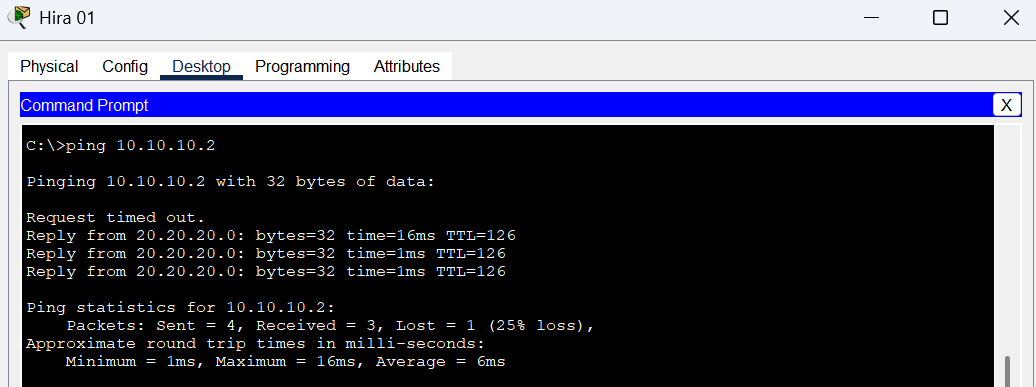 Hira 01
Physical Config Desktop Programming Attributes
Command Prompt
X
C:\>ping 10.10.10.2
Pinging 10.10.10.2 with 32 bytes of data:
Request timed out.
Reply from 20.20.20.0: bytes=32 time=16ms TTL=126
Reply from 20.20.20.0: bytes=32 time=1ms TTL=126
Reply from 20.20.20.0: bytes=32 time=1ms TTL=126
Ping statistics for 10.10.10.2:
Packets: Sent = 4, Received = 3, Lost = 1 (25% loss),
Approximate round trip times in milli-seconds:
Minimum = 1ms, Maximum = 16ms, Average = 6ms